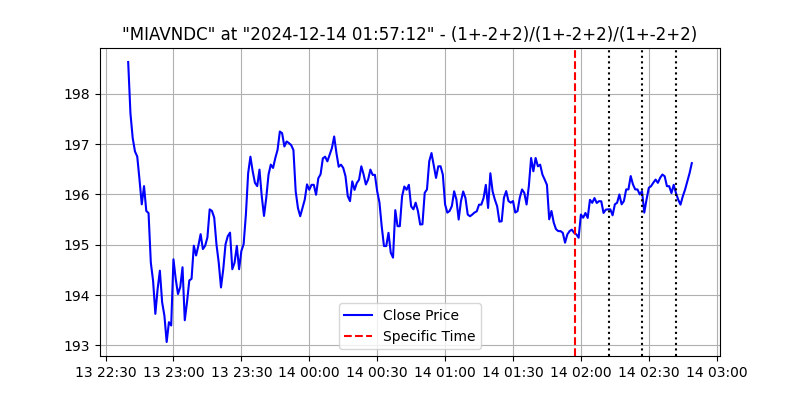 "MIAVNDC" at "2024-12-14 01:57:12" - (1+-2+2)/(1+-2+2)/(1+-2+2)
198
197
196
195
194
193
Close Price
Specific Time
13 22:30 13 23:00 13 23:30 14 00:00 14 00:30 14 01:00 14 01:30 14 02:00 14 02:30 14 03:00